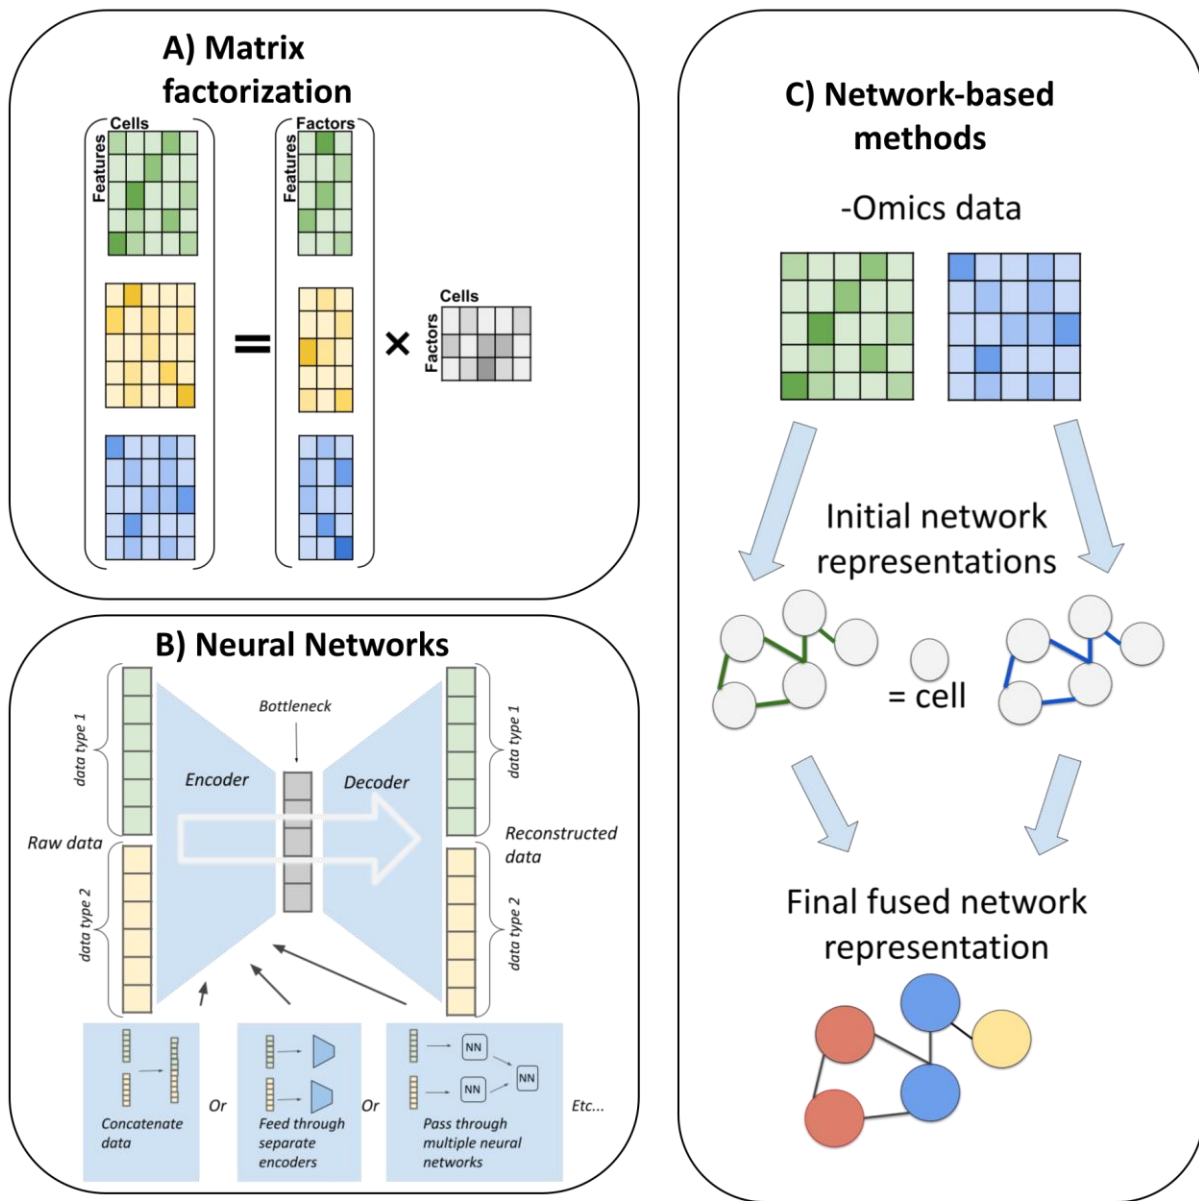 A) Matrix
factorization
Cells
Features
Factors
Features
=
×
Cells
Factors
B) Neural Networks
data type 1
Bottleneck
data type 1
Encoder
Decoder
Raw data
Reconstructed
data
data type 2
data type 2
Concatenate
data
Or
Feed through
separate
encoders
Or
NN
NN
NN
Pass through
multiple neural
networks
Etc...
C) Network-based
methods
-Omics data
Initial network
representations
= cell
Final fused network
representation